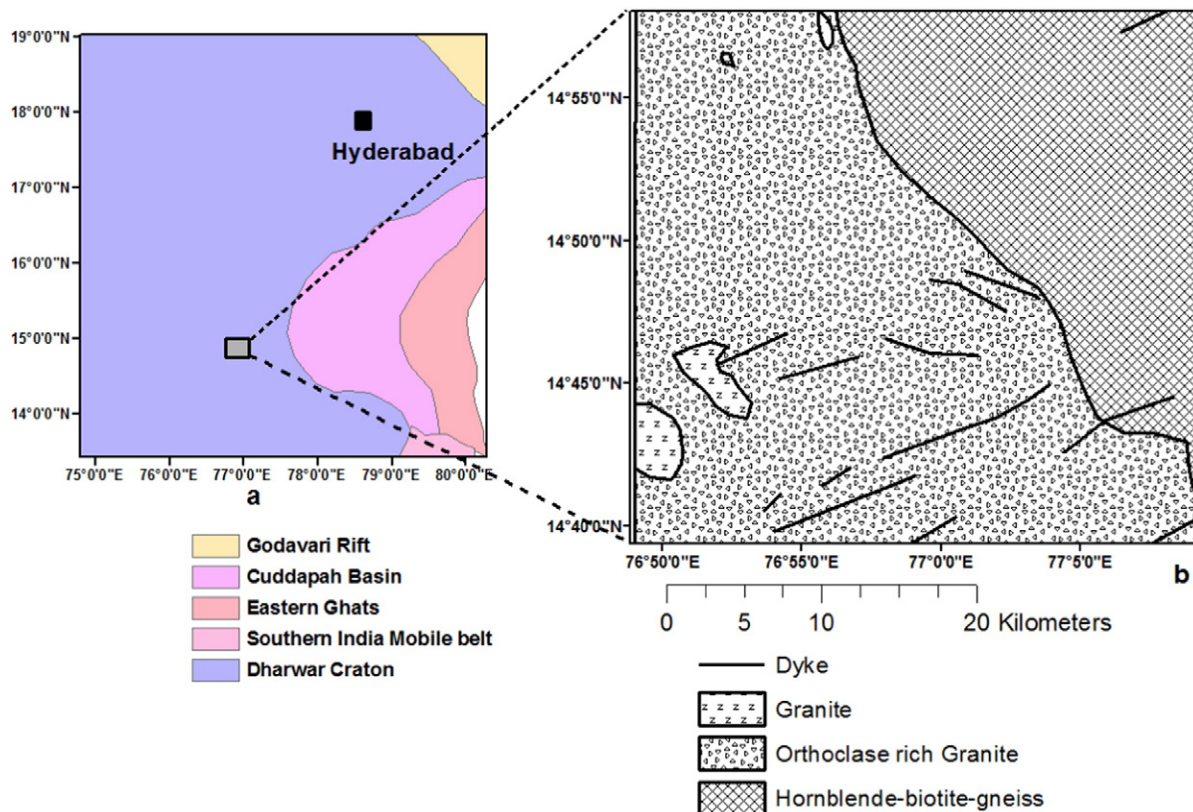 19°0'0"N
18°0'0"N
17°0'0"N
16°0'0"N
15°0'0"N
14°0'0"N
Hyderabad
75°0'0"E 76°0'0"E 77°0'0"E 78°0'0"E 79°0'0"E 80°0'0"E
a
Godavari Rift
Cuddapah Basin
Eastern Ghats
Southern India Mobile belt
Dharwar Craton
14°55'0"N
14°50'0"N
14°45'0"N
14°40'0"N
76°50'0"E 76°55'0"E 77°0'0"E 77°5'0"E
b
0 5 10 20 Kilometers
Dyke
Granite
Orthoclase rich Granite
Hornblende-biotite-gneiss